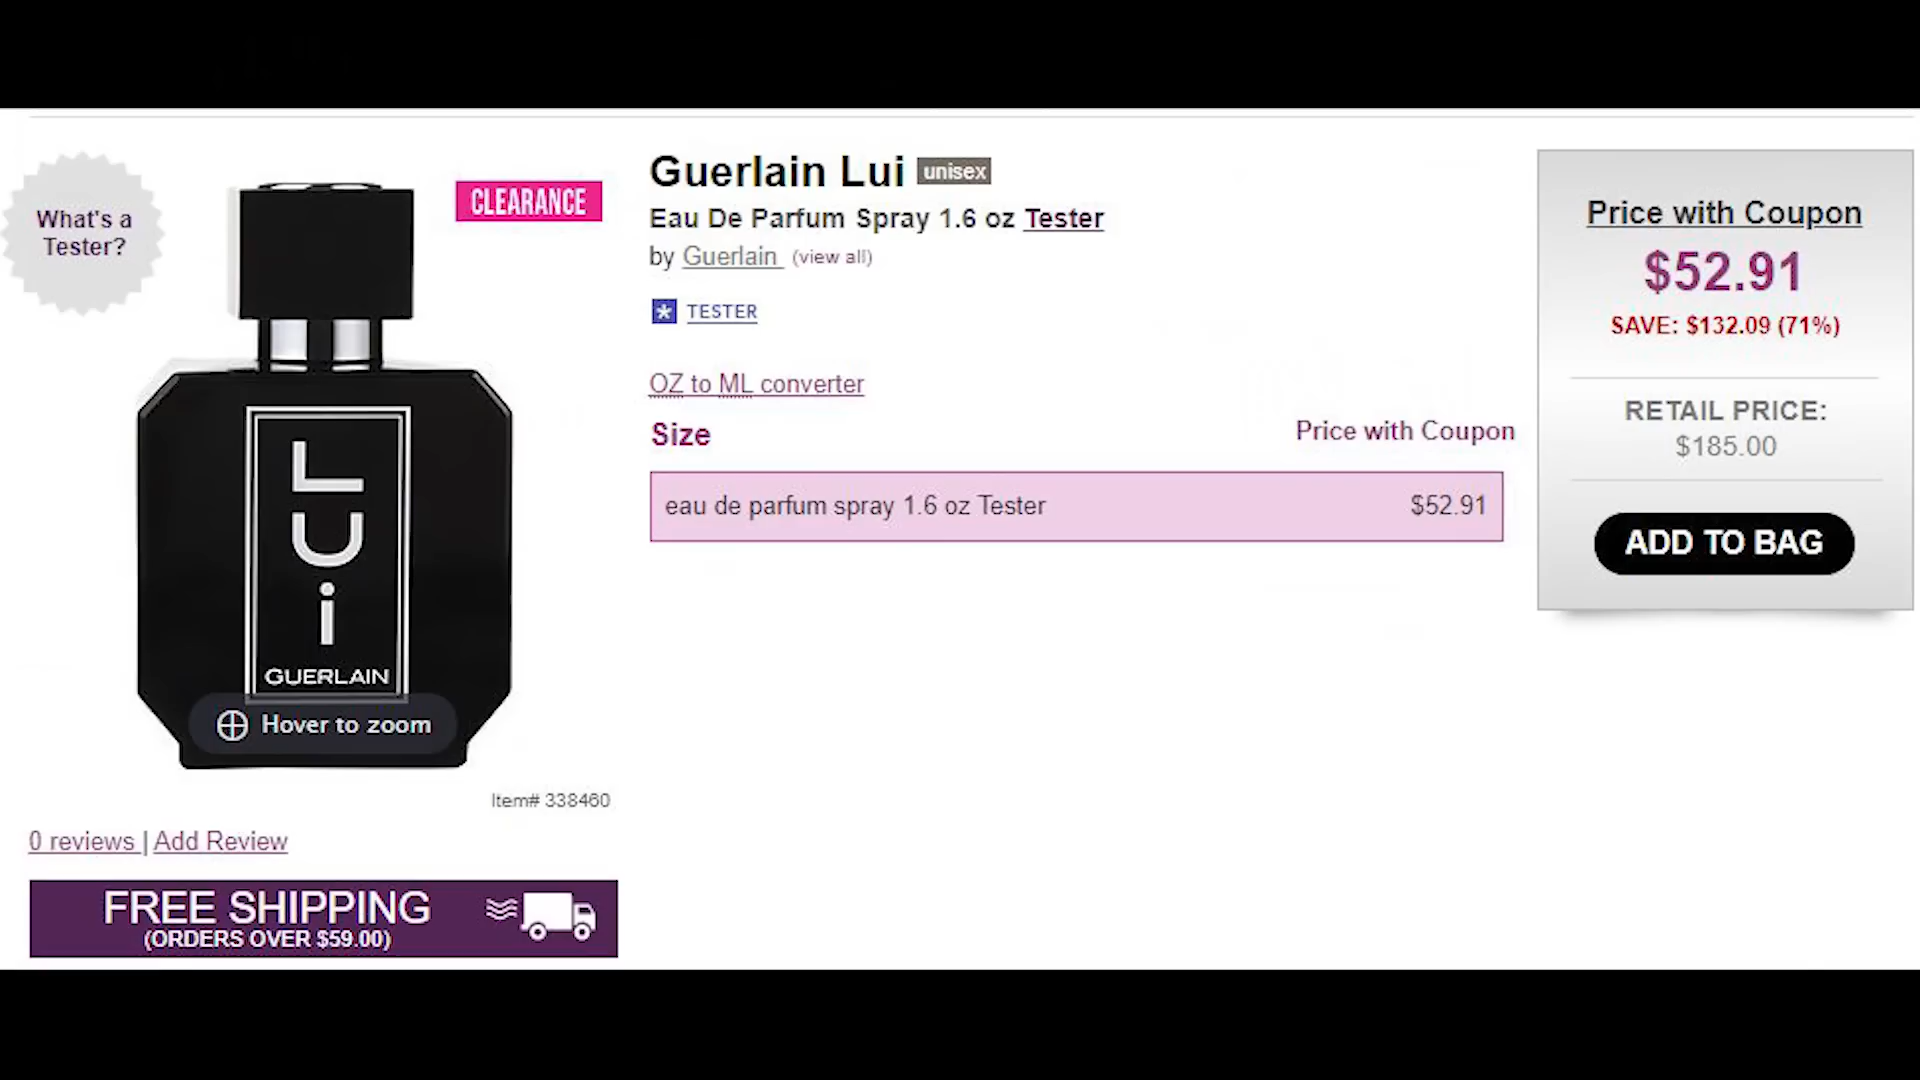 What's a
Tester?
CLEARANCE
LUi
GUERLAIN
Hover to zoom
Item# 338460
0 reviews | Add Review
FREE SHIPPING
(ORDERS OVER $59.00)
Guerlain Lui unisex
Eau De Parfum Spray 1.6 oz Tester
by Guerlain (view all)
* TESTER
OZ to ML converter
Size Price with Coupon
eau de parfum spray 1.6 oz Tester $52.91
Price with Coupon
$52.91
SAVE: $132.09 (71%)
RETAIL PRICE:
$185.00
ADD TO BAG